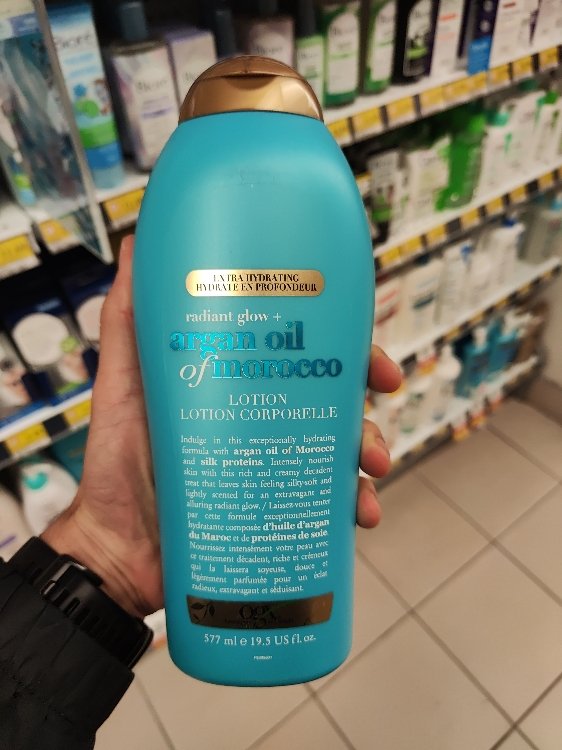 EXTRA HYDRATING
HYDRATE EN PROFONDEUR
radiant glow +
argan oil
of morocco
LOTION
LOTION CORPORELLE
Indulge in this exceptionally hydrating
formula with argan oil of Morocco
and silk proteins. Intensely nourish
skin with this rich and creamy decadent
treat that leaves skin feeling silky-soft and
lightly scented for an extravagant and
alluring radiant glow. / Laissez-vous tenter
par cette formule exceptionnellement
hydratante composée d'huile d'argan
du Maroc et de protéines de soie.
Nourrissez intensément votre peau avec
ce traitement décadent, riche et crémeux
qui la laissera soyeuse, douce et
légèrement parfumée pour un éclat
radieux, extravagant et séduisant.
ogx
577 ml e 19.5 US fl. oz.
Bioré